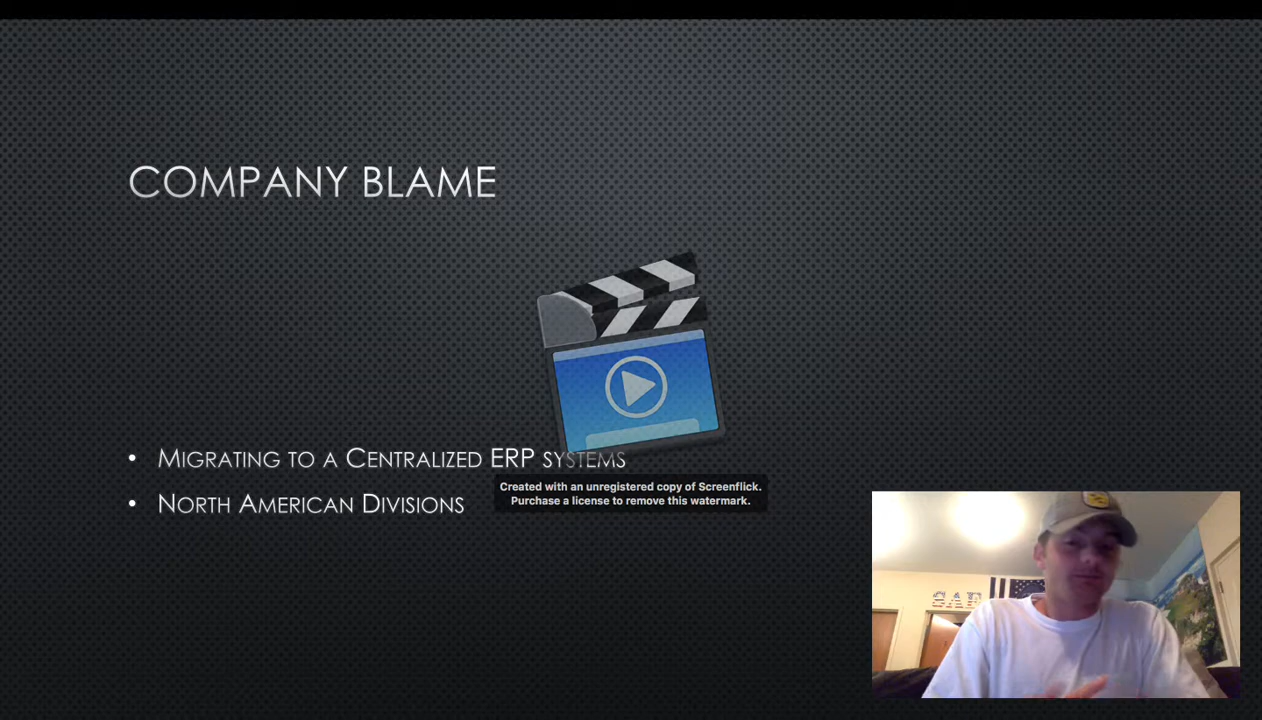 COMPANY BLAME
• MIGRATING TO A CENTRALIZED ERP SYSTEMS
• NORTH AMERICAN DIVISIONS
Created with an unregistered copy of Screenflick.
Purchase a license to remove this watermark.
SAE